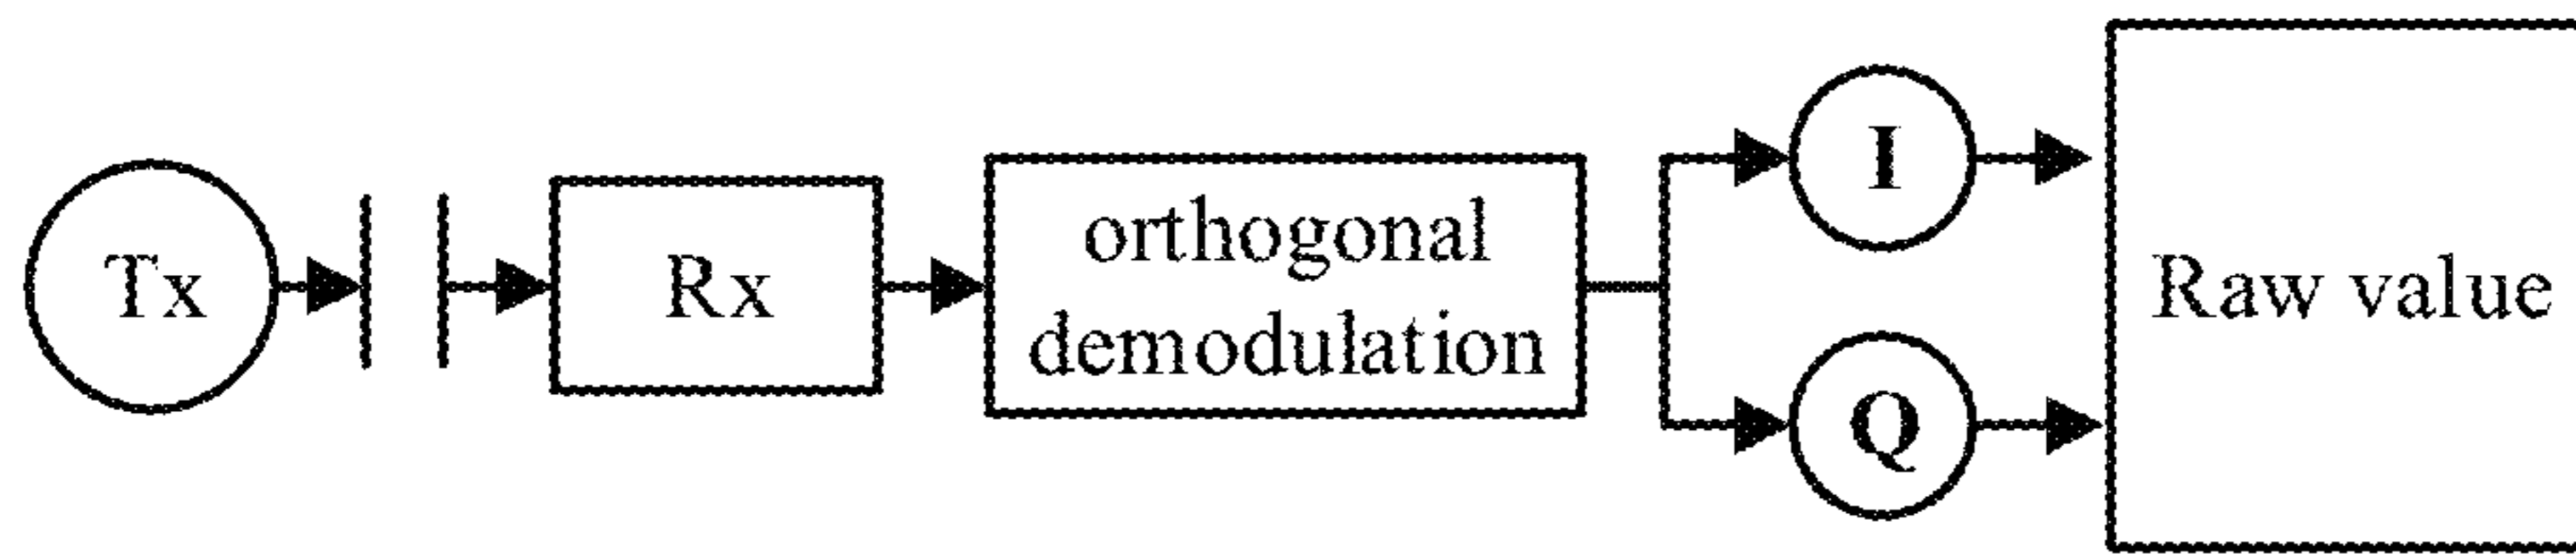 Tx
Rx
orthogonal
demodulation
I
Q
Raw value